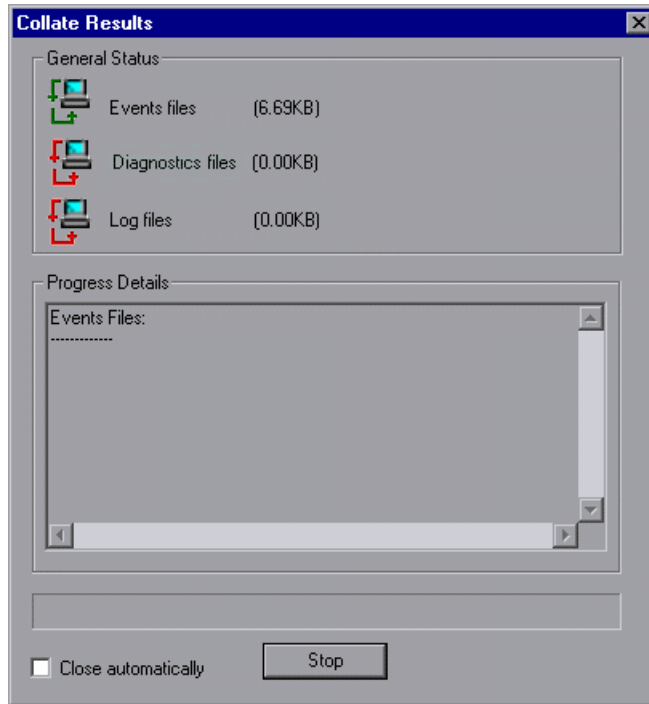 Collate Results
General Status
Events files (6.69KB)
Diagnostics files (0.00KB)
Log files (0.00KB)
Progress Details
Events Files:
-------------
Close automatically
Stop